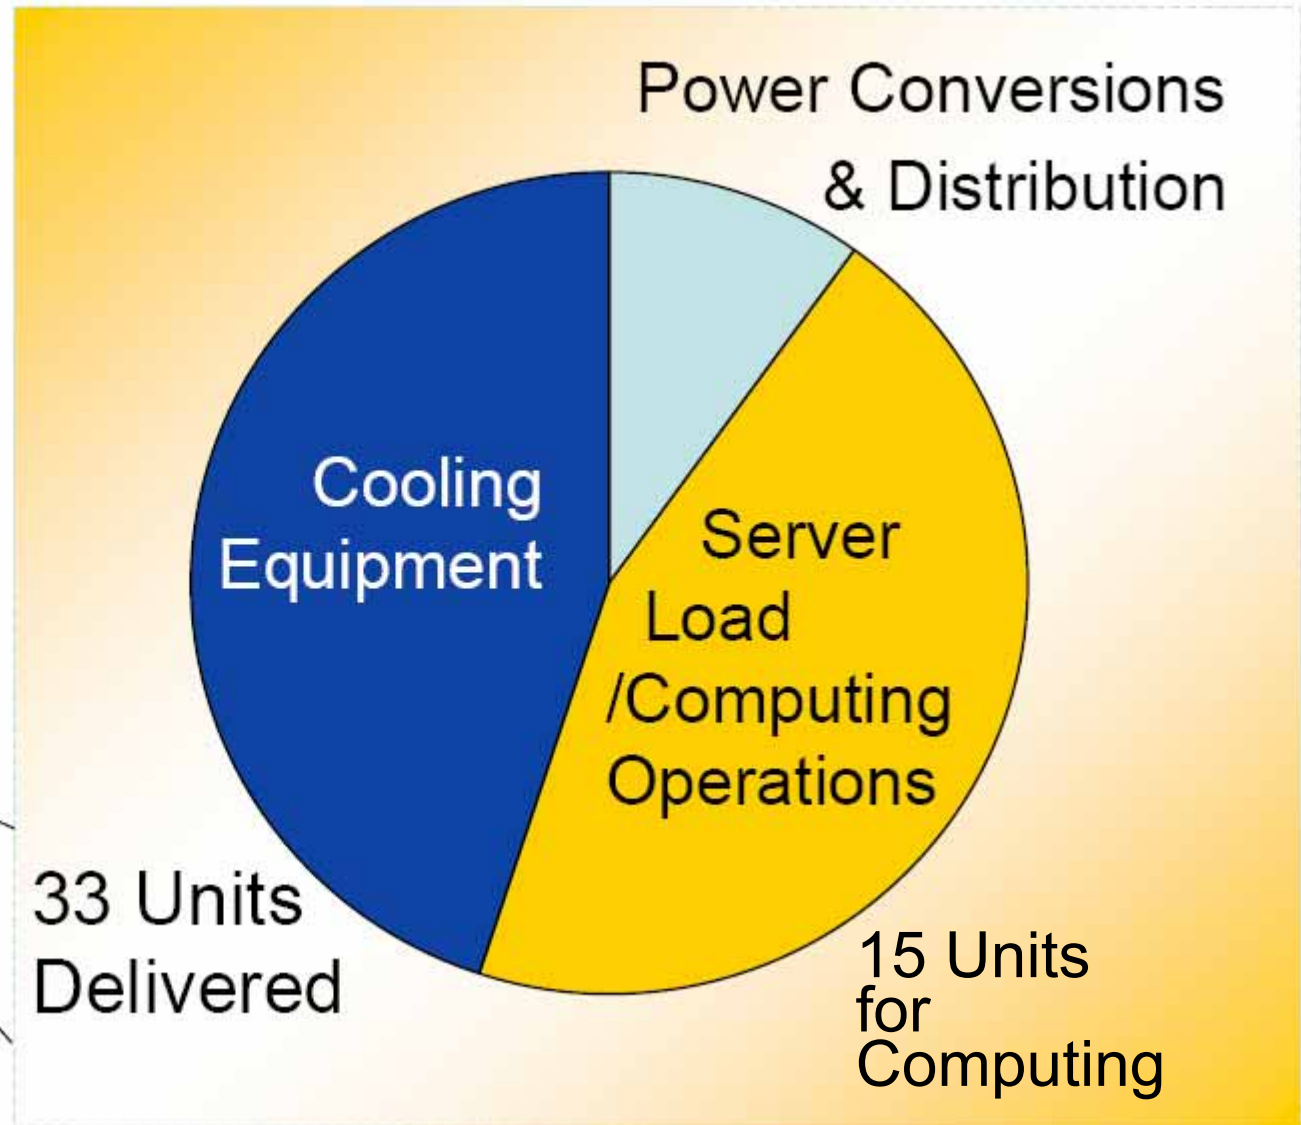 Power Conversions
& Distribution
Cooling
Equipment
Server
Load
/Computing
Operations
33 Units
Delivered
15 Units
for
Computing